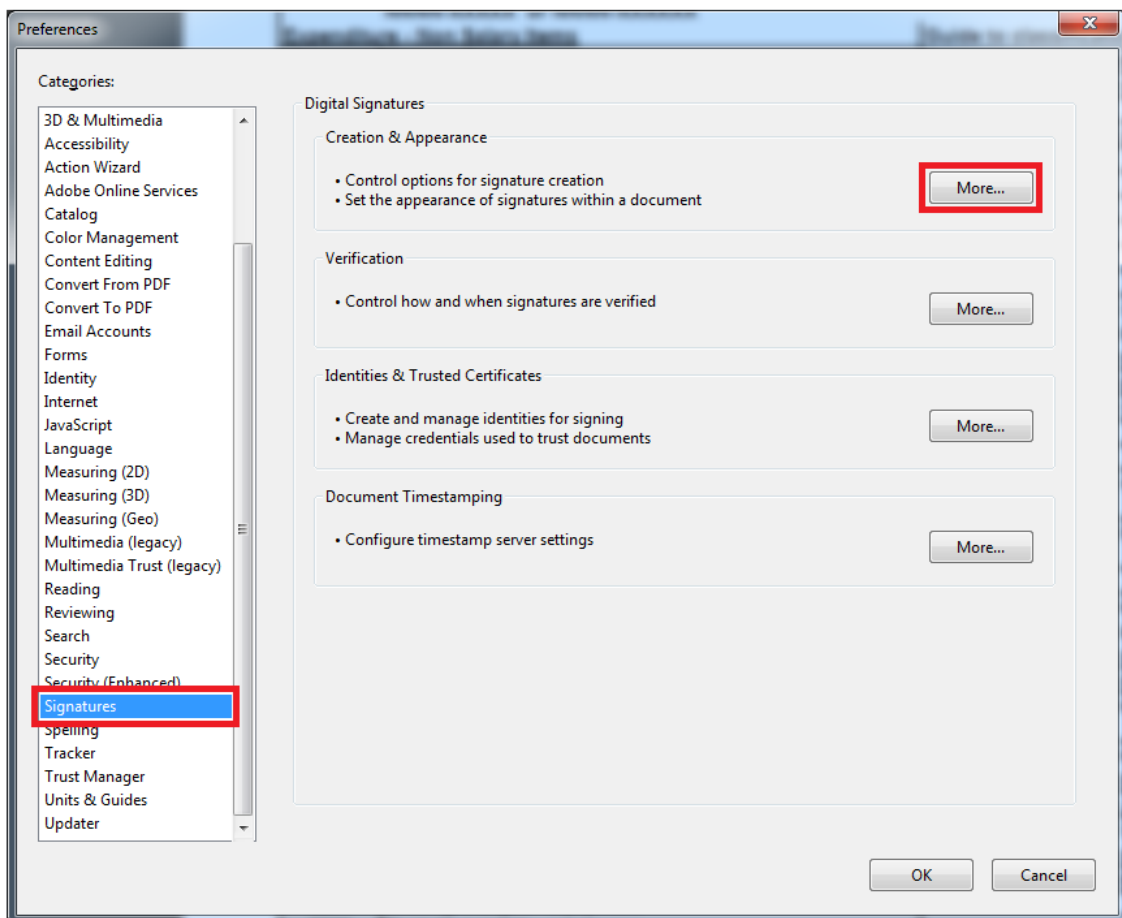 Preferences
Expenditure - Non Salary Items
Categories:
3D & Multimedia
Accessibility
Action Wizard
Adobe Online Services
Catalog
Color Management
Content Editing
Convert From PDF
Convert To PDF
Email Accounts
Forms
Identity
Internet
JavaScript
Language
Measuring (2D)
Measuring (3D)
Measuring (Geo)
Multimedia (legacy)
Multimedia Trust (legacy)
Reading
Reviewing
Search
Security
Security (Enhanced)
Signatures
Spelling
Tracker
Trust Manager
Units & Guides
Updater
Digital Signatures
Creation & Appearance
• Control options for signature creation
• Set the appearance of signatures within a document
More...
Verification
• Control how and when signatures are verified
More...
Identities & Trusted Certificates
• Create and manage identities for signing
• Manage credentials used to trust documents
More...
Document Timestamping
• Configure timestamp server settings
More...
OK
Cancel